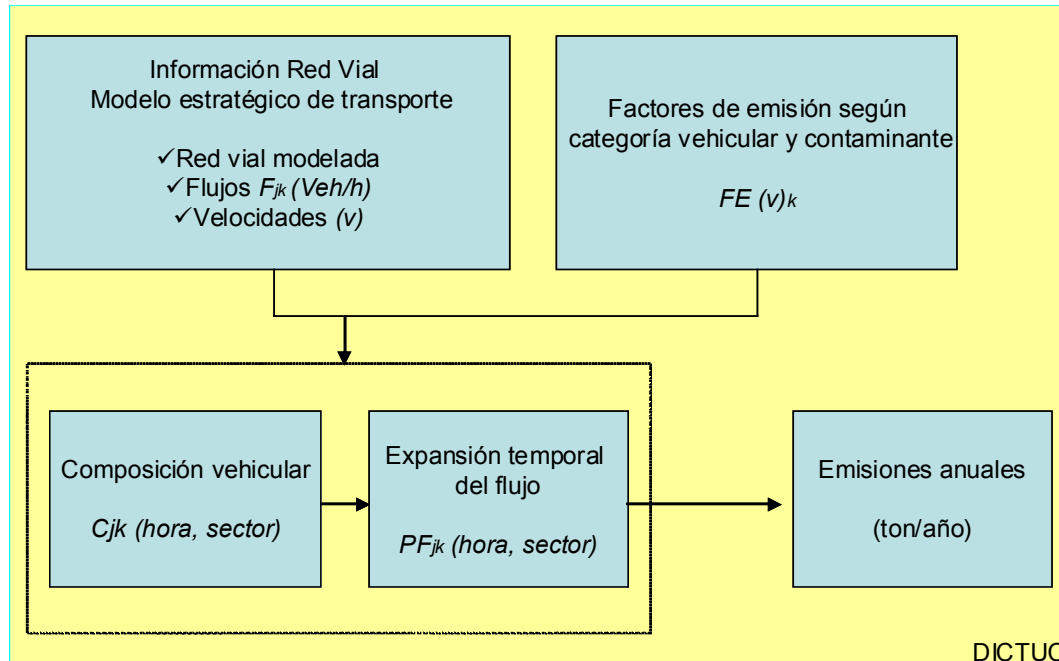 Información Red Vial
Modelo estratégico de transporte
✓Red vial modelada
✓Flujos Fjk (Veh/h)
✓Velocidades (v)
Factores de emisión según
categoría vehicular y contaminante
FE (v)k
Composición vehicular
Cjk (hora, sector)
Expansión temporal
del flujo
PFjk (hora, sector)
Emisiones anuales
(ton/año)
DICTUC